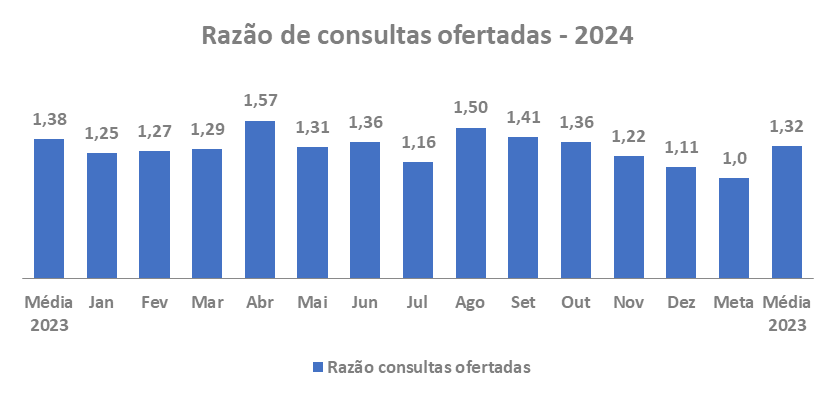 Razão de consultas ofertadas - 2024
1,38
1,25
1,27
1,29
1,57
1,31
1,36
1,16
1,50
1,41
1,36
1,22
1,11
1,0
1,32
Média 2023
Jan
Fev
Mar
Abr
Mai
Jun
Jul
Ago
Set
Out
Nov
Dez
Meta
Média 2023
Razão consultas ofertadas